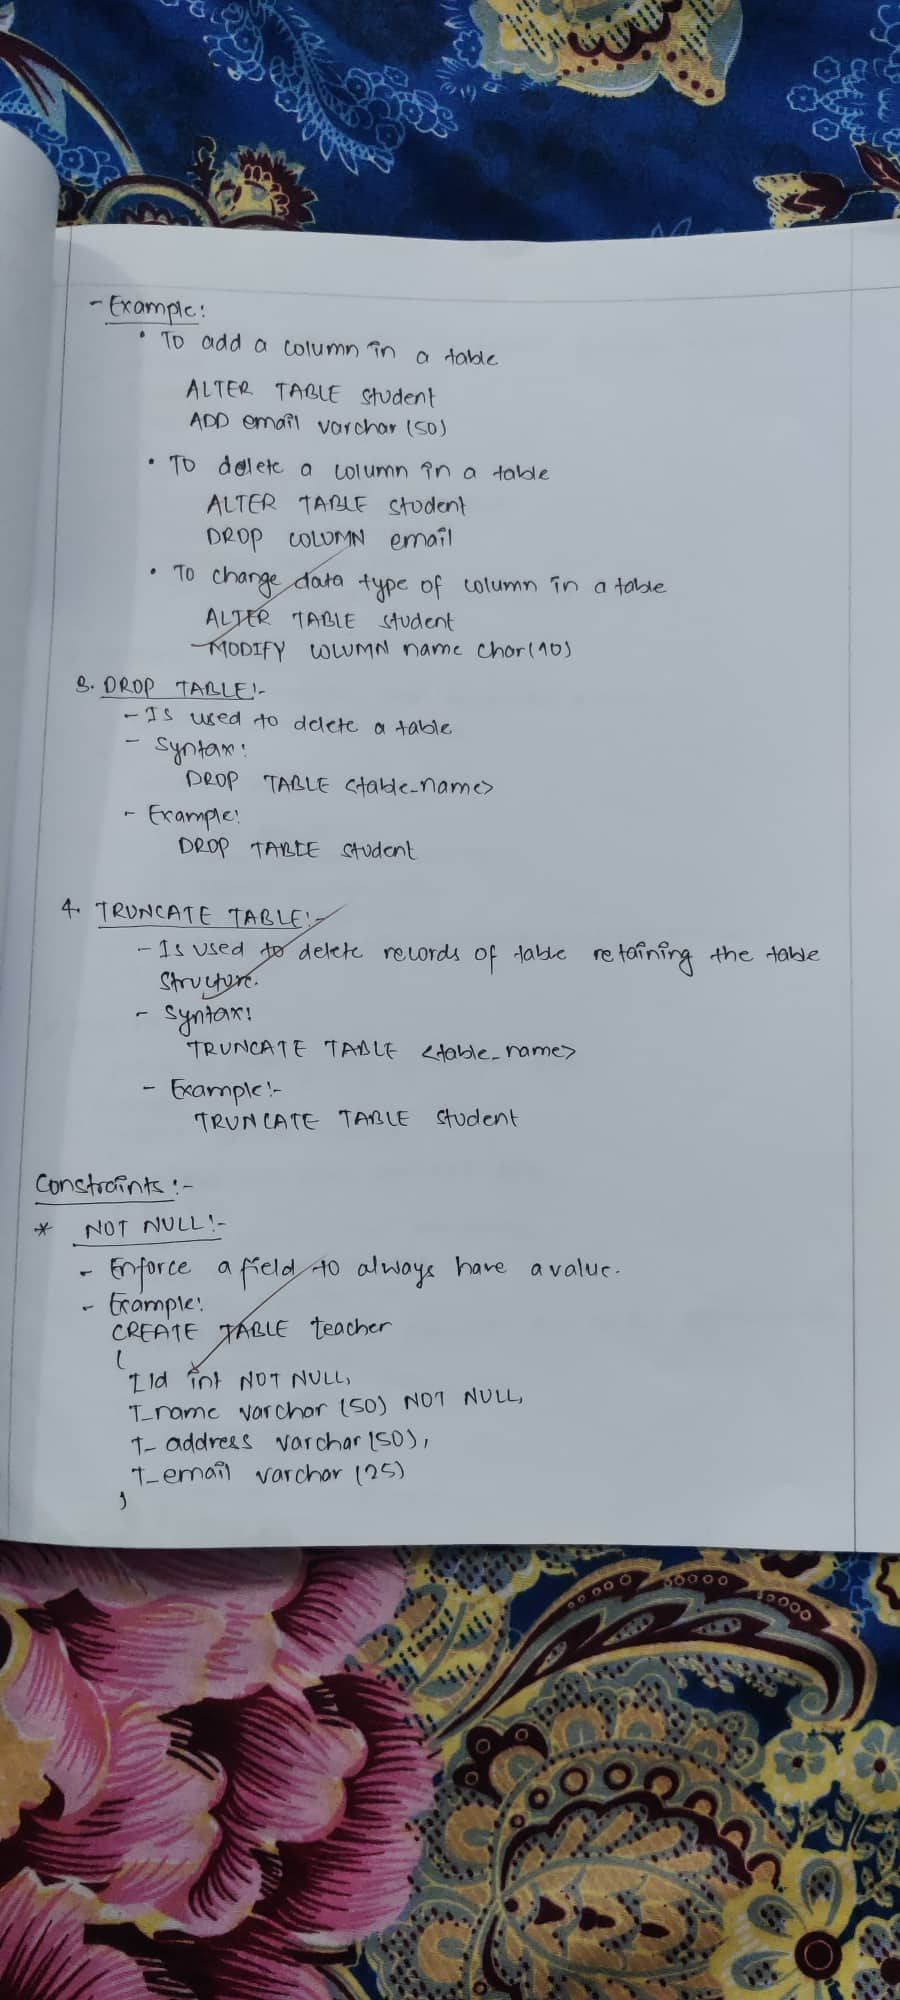 - Example:
• To add a column in a table
ALTER TABLE student
ADD email varchar (50)
• To delete a column in a table
ALTER TABLE student
DROP COLUMN email
• To change data type of column in a table
ALTER TABLE student
MODIFY COLUMN name char(10)
3. DROP TABLE:-
- Is used to delete a table
- Syntax:
DROP TABLE <table_name>
- Example:
DROP TABLE student
4. TRUNCATE TABLE:-
- Is used to delete records of table retaining the table
structure.
- Syntax:
TRUNCATE TABLE <table_name>
- Example:-
TRUNCATE TABLE student
Constraints:-
* NOT NULL:-
- Enforce a field to always have a value.
- Example:
CREATE TABLE teacher
(
Tid int NOT NULL,
T_name varchar (50) NOT NULL,
T_address varchar (50),
T_email varchar (25)
)